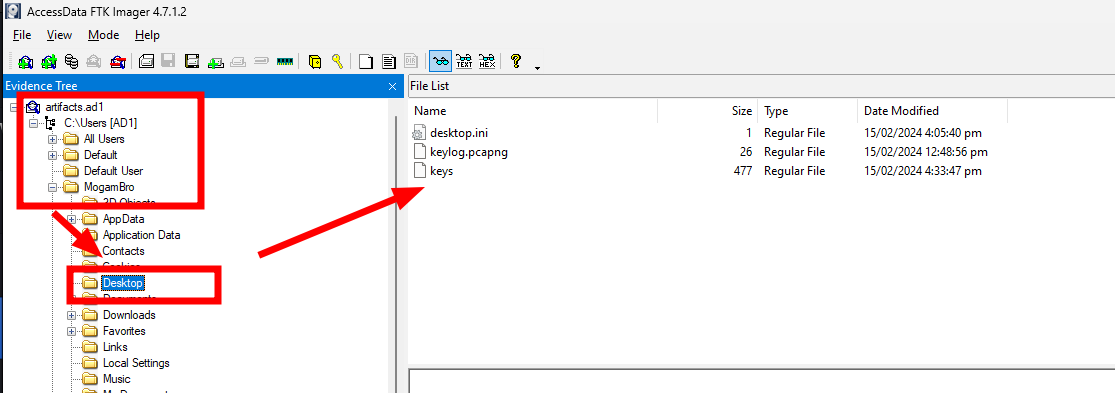 AccessData FTK Imager 4.7.1.2
File View Mode Help
Evidence Tree
File List
artifacts.ad1
C:\Users [AD1]
All Users
Default
Default User
MogamBro
3D Objects
AppData
Application Data
Contacts
Cookies
Desktop
Documents
Downloads
Favorites
Links
Local Settings
Music
Name Size Type Date Modified
desktop.ini 1 Regular File 15/02/2024 4:05:40 pm
keylog.pcapng 26 Regular File 15/02/2024 12:48:56 pm
keys 477 Regular File 15/02/2024 4:33:47 pm